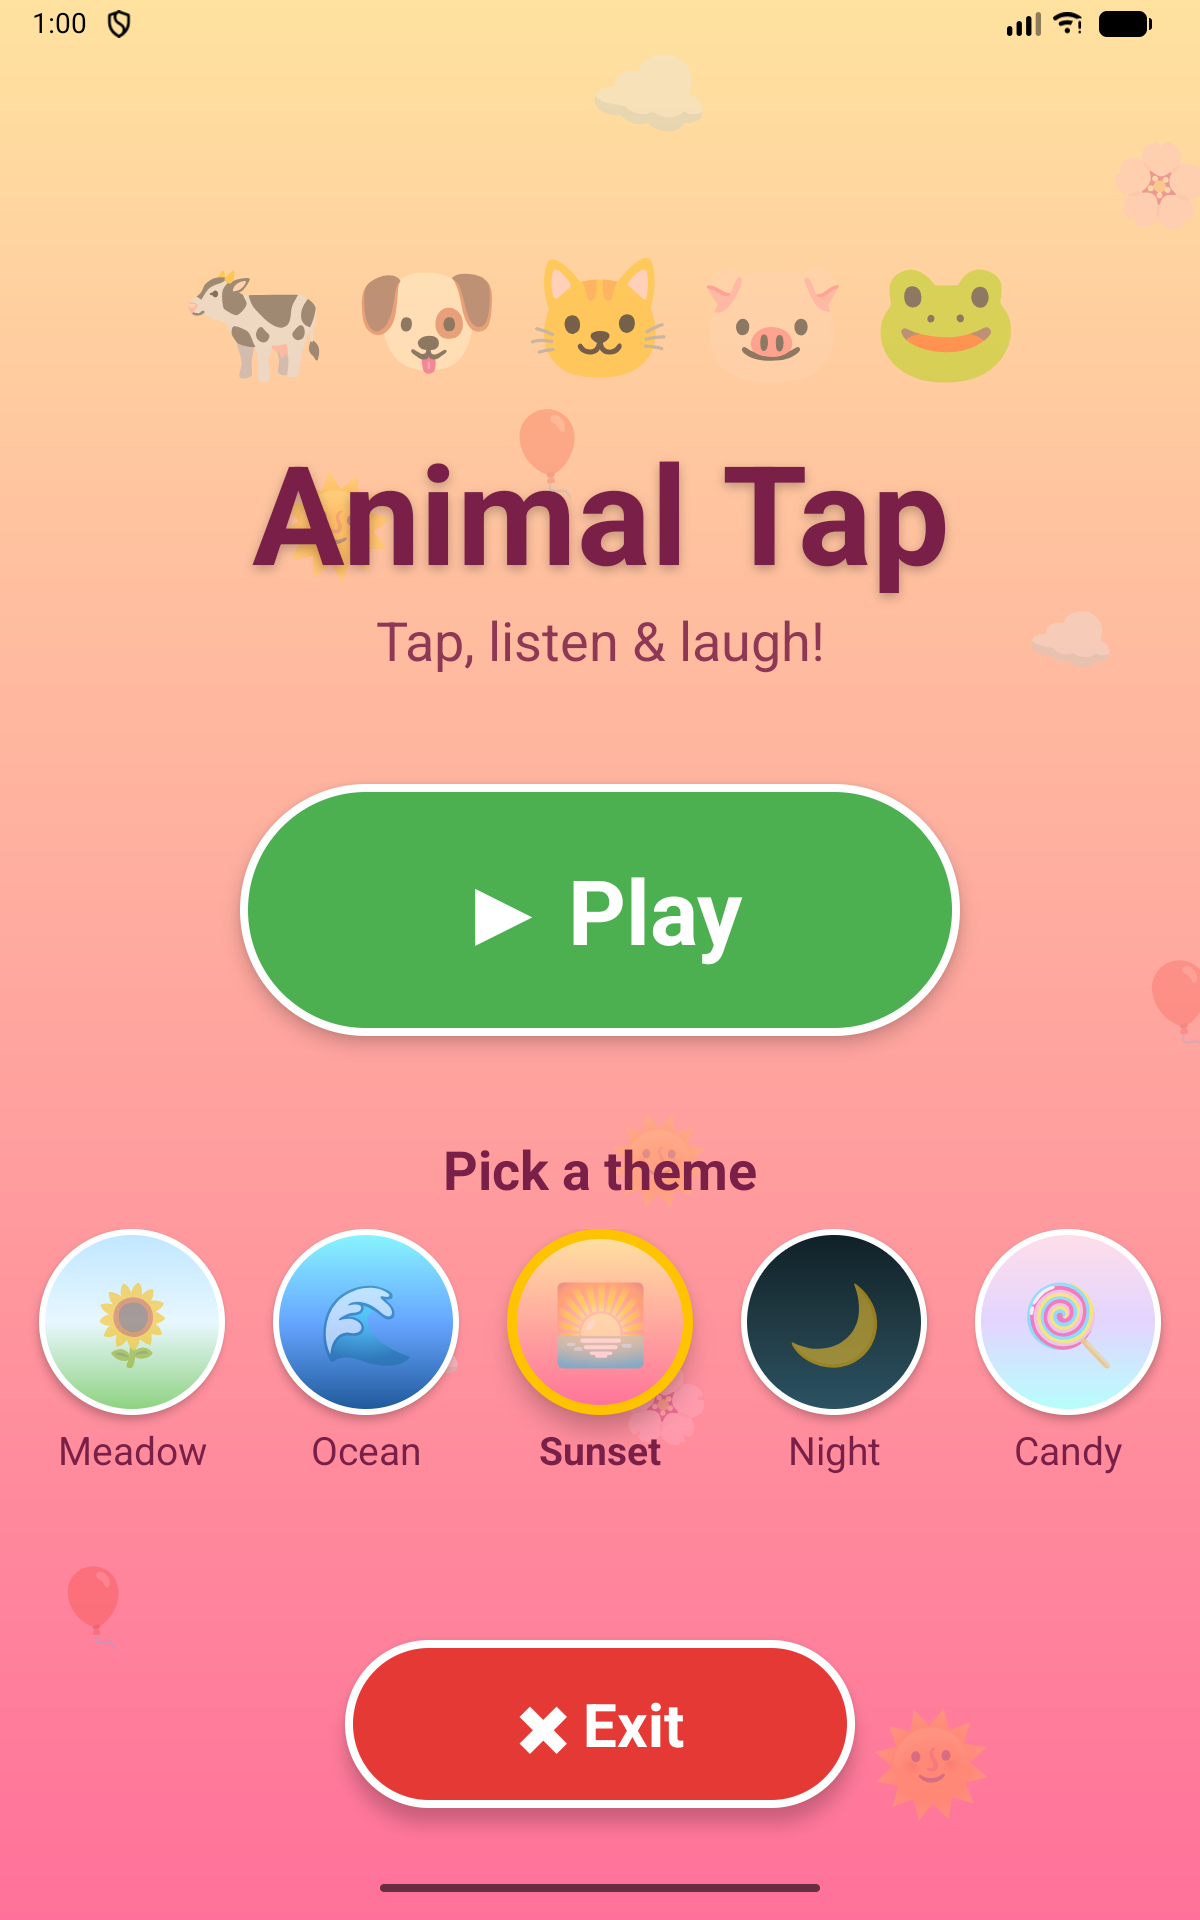 1:00
Animal Tap
Tap, listen & laugh!
▶ Play
Pick a theme
Meadow
Ocean
Sunset
Night
Candy
✖ Exit